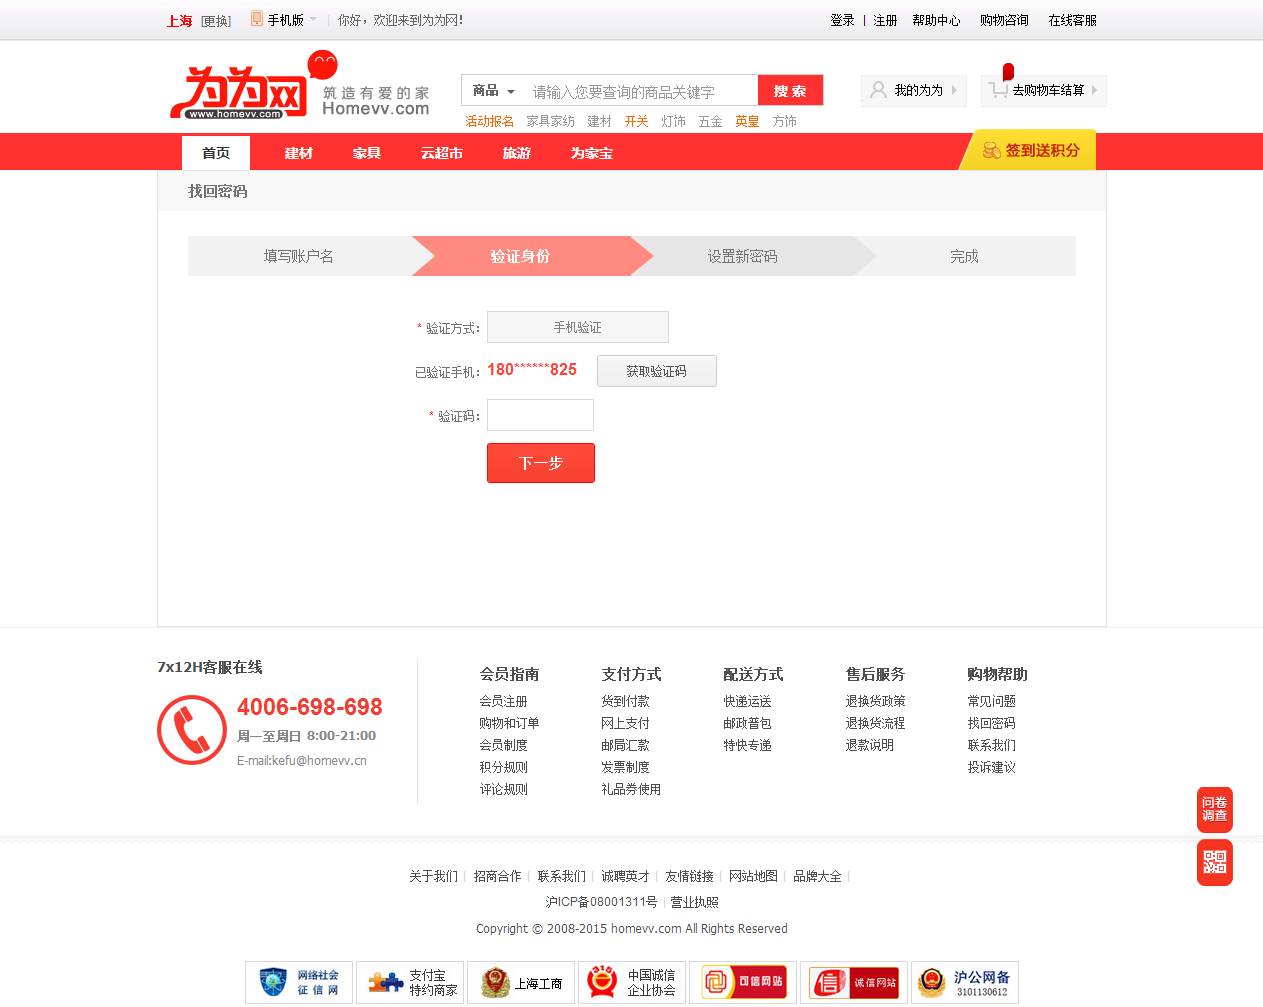 上海 [更换] 手机版 你好，欢迎来到为为网！ 登录 注册 帮助中心 购物咨询 在线客服
为为网 www.homevv.com 筑造有爱的家 Homevv.com
商品 请输入您要查询的商品关键字 搜 索 我的为为 去购物车结算
活动报名 家具家纺 建材 开关 灯饰 五金 英皇 方饰
首页 建材 家具 云超市 旅游 为家宝 签到送积分
找回密码
填写账户名 验证身份 设置新密码 完成
* 验证方式： 手机验证
已验证手机： 180******825 获取验证码
* 验证码：
下一步
7x12H客服在线
4006-698-698
周一至周日 8:00-21:00
E-mail:kefu@homevv.cn
会员指南 支付方式 配送方式 售后服务 购物帮助
会员注册 货到付款 快递运送 退换货政策 常见问题
购物和订单 网上支付 邮政普包 退换货流程 找回密码
会员制度 邮局汇款 特快专递 退款说明 联系我们
积分规则 发票制度 投诉建议
评论规则 礼品券使用
问卷
调查
关于我们 | 招商合作 | 联系我们 | 诚聘英才 | 友情链接 | 网站地图 | 品牌大全 |
沪ICP备08001311号 | 营业执照
Copyright © 2008-2015 homevv.com All Rights Reserved
网络社会 征信网
支付宝 特约商家
上海工商
中国诚信 企业协会
可信网站
诚信网站
沪公网备 3101130612